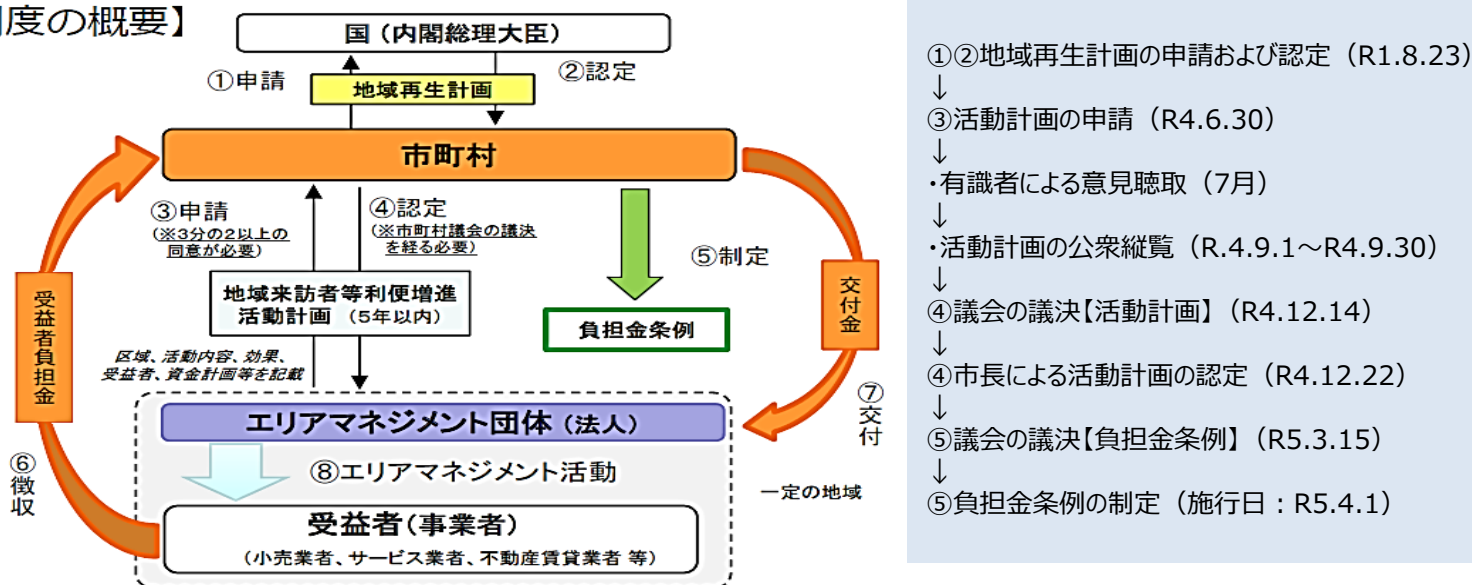 度の概要】
国（内閣総理大臣）
①申請
②認定
地域再生計画
市町村
③申請
（※3分の2以上の
同意が必要）
④認定
（※市町村議会の議決
を経る必要）
⑤制定
地域来訪者等利便増進
活動計画（5年以内）
負担金条例
区域、活動内容、効果、
受益者、資金計画等を記載
受益者負担金
交付金
⑥徴収
⑦交付
エリアマネジメント団体（法人）
⑧エリアマネジメント活動
一定の地域
受益者（事業者）
（小売業者、サービス業者、不動産賃貸業者 等）
①②地域再生計画の申請および認定（R1.8.23）
↓
③活動計画の申請（R4.6.30）
↓
・有識者による意見聴取（7月）
↓
・活動計画の公衆縦覧（R.4.9.1～R4.9.30）
↓
④議会の議決【活動計画】（R4.12.14）
↓
④市長による活動計画の認定（R4.12.22）
↓
⑤議会の議決【負担金条例】（R5.3.15）
↓
⑤負担金条例の制定（施行日：R5.4.1）